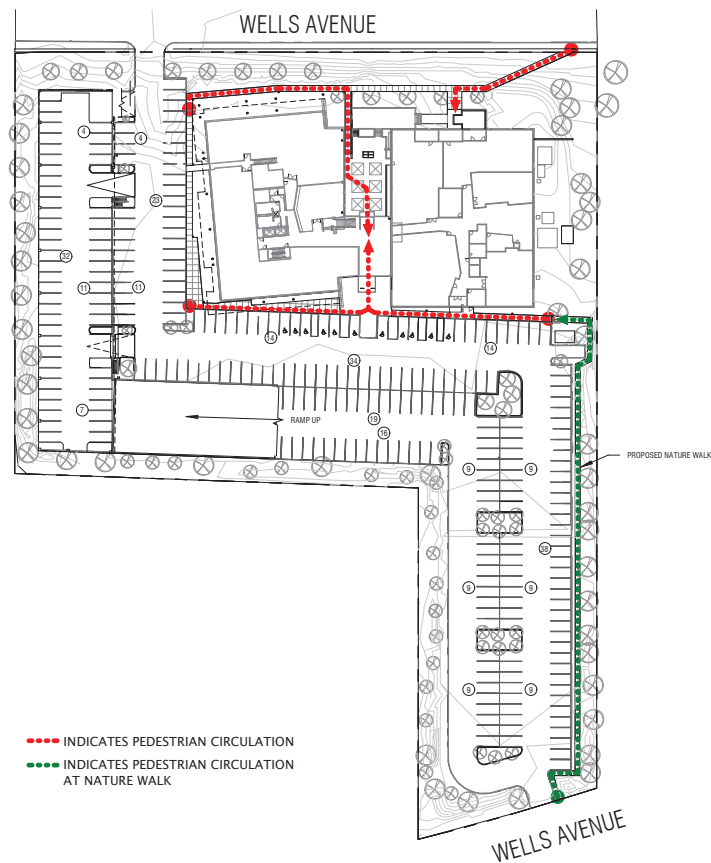 WELLS AVENUE
4
4
23
32
11
11
14
14
34
7
RAMP UP
19
16
PROPOSED NATURE WALK
9
9
38
9
9
9
9
INDICATES PEDESTRIAN CIRCULATION
INDICATES PEDESTRIAN CIRCULATION
AT NATURE WALK
WELLS AVENUE